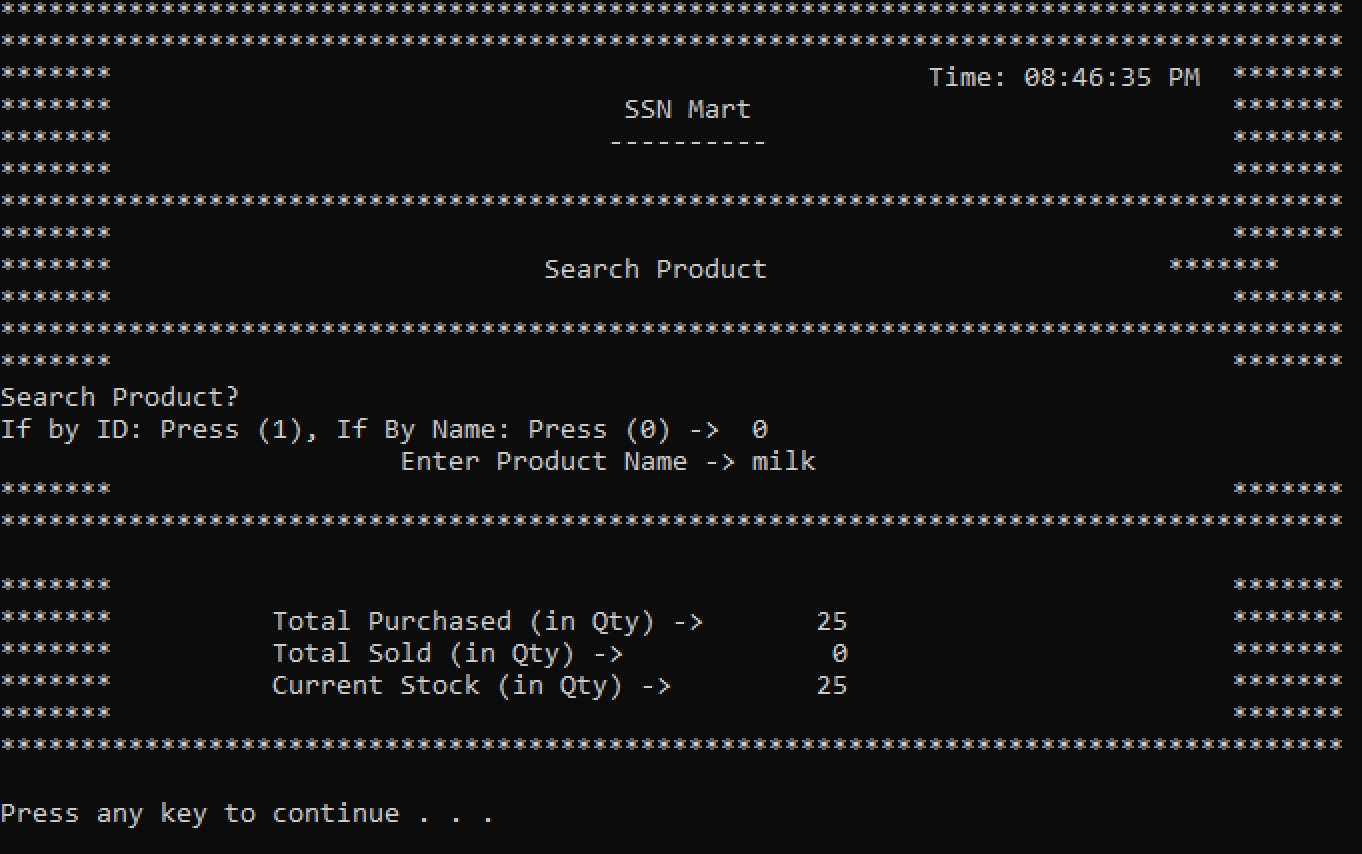 ************************************************************************************
************************************************************************************
******* Time: 08:46:35 PM *******
******* SSN Mart *******
******* ---------- *******
******* *******
************************************************************************************
******* *******
******* Search Product *******
******* *******
************************************************************************************
******* *******
Search Product?
If by ID: Press (1), If By Name: Press (0) -> 0
Enter Product Name -> milk
******* *******
************************************************************************************
******* *******
******* Total Purchased (in Qty) -> 25 *******
******* Total Sold (in Qty) -> 0 *******
******* Current Stock (in Qty) -> 25 *******
******* *******
************************************************************************************
Press any key to continue . . .